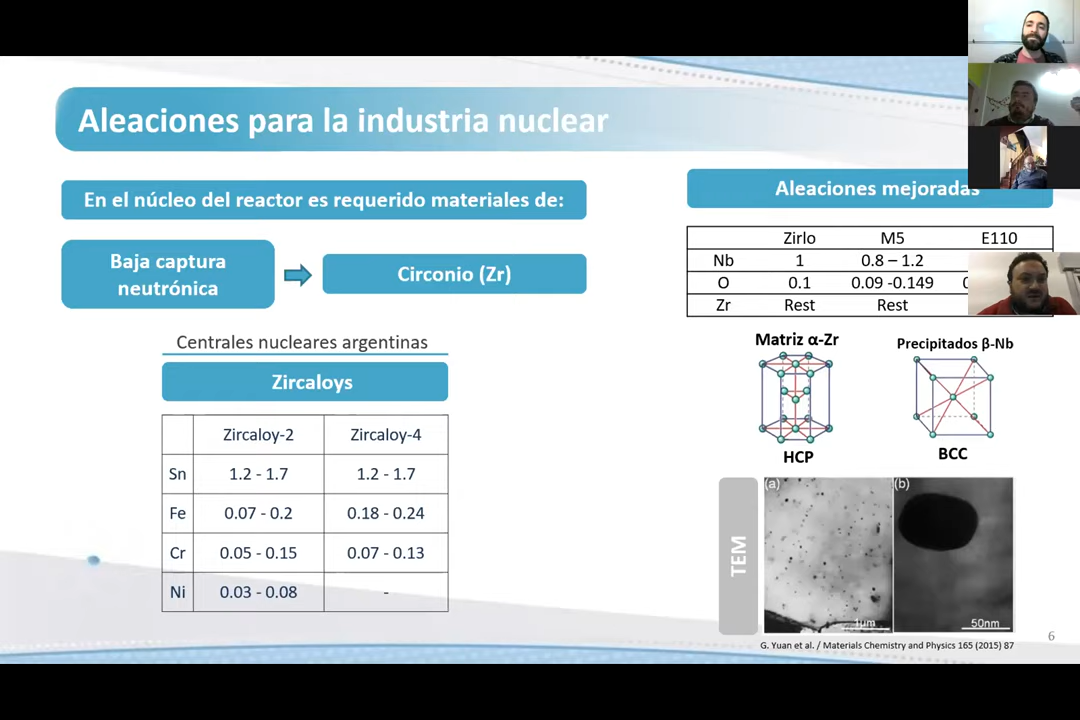 Aleaciones para la industria nuclear
En el núcleo del reactor es requerido materiales de:
Baja captura
neutrónica
Circonio (Zr)
Centrales nucleares argentinas
Zircaloys
Zircaloy-2 Zircaloy-4
Sn 1.2 - 1.7 1.2 - 1.7
Fe 0.07 - 0.2 0.18 - 0.24
Cr 0.05 - 0.15 0.07 - 0.13
Ni 0.03 - 0.08 -
Aleaciones mejoradas
Zirlo M5 E110
Nb 1 0.8 – 1.2
O 0.1 0.09 -0.149
Zr Rest Rest
Matriz α-Zr
HCP
Precipitados β-Nb
BCC
TEM
(a)
1μm
(b)
50nm
G. Yuan et al. / Materials Chemistry and Physics 165 (2015) 87
6